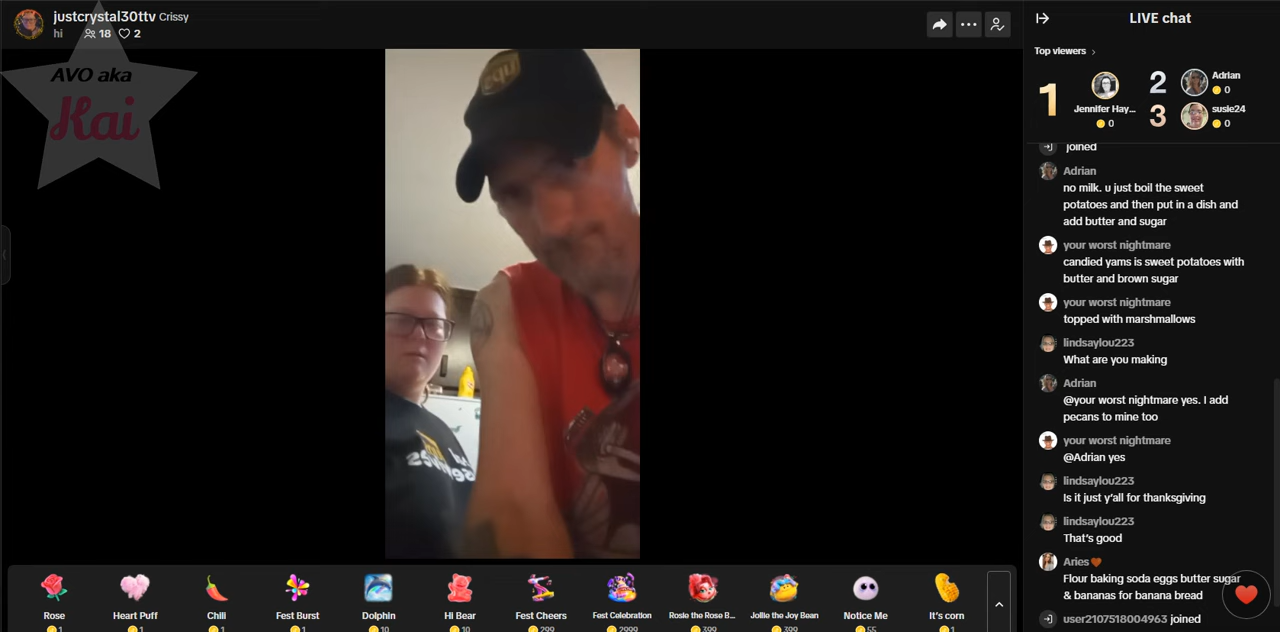 justcrystal30ttv Crissy
hi 18 2
AVO aka
Kai
LIVE chat
Top viewers
1
Jennifer Hay...
0
2
Adrian
0
3
susie24
0
joined
Adrian
no milk. u just boil the sweet
potatoes and then put in a dish and
add butter and sugar
your worst nightmare
candied yams is sweet potatoes with
butter and brown sugar
your worst nightmare
topped with marshmallows
lindsaylou223
What are you making
Adrian
@your worst nightmare yes. I add
pecans to mine too
your worst nightmare
@Adrian yes
lindsaylou223
Is it just y'all for thanksgiving
lindsaylou223
That's good
Aries
Flour baking soda eggs butter sugar
& bananas for banana bread
user2107518004963 joined
Rose Heart Puff Chili Fest Burst Dolphin Hi Bear Fest Cheers Fest Celebration Rosie the Rose B... Jollie the Joy Bean Notice Me It's corn
1 1 1 1 10 10 299 2999 399 399 55 1